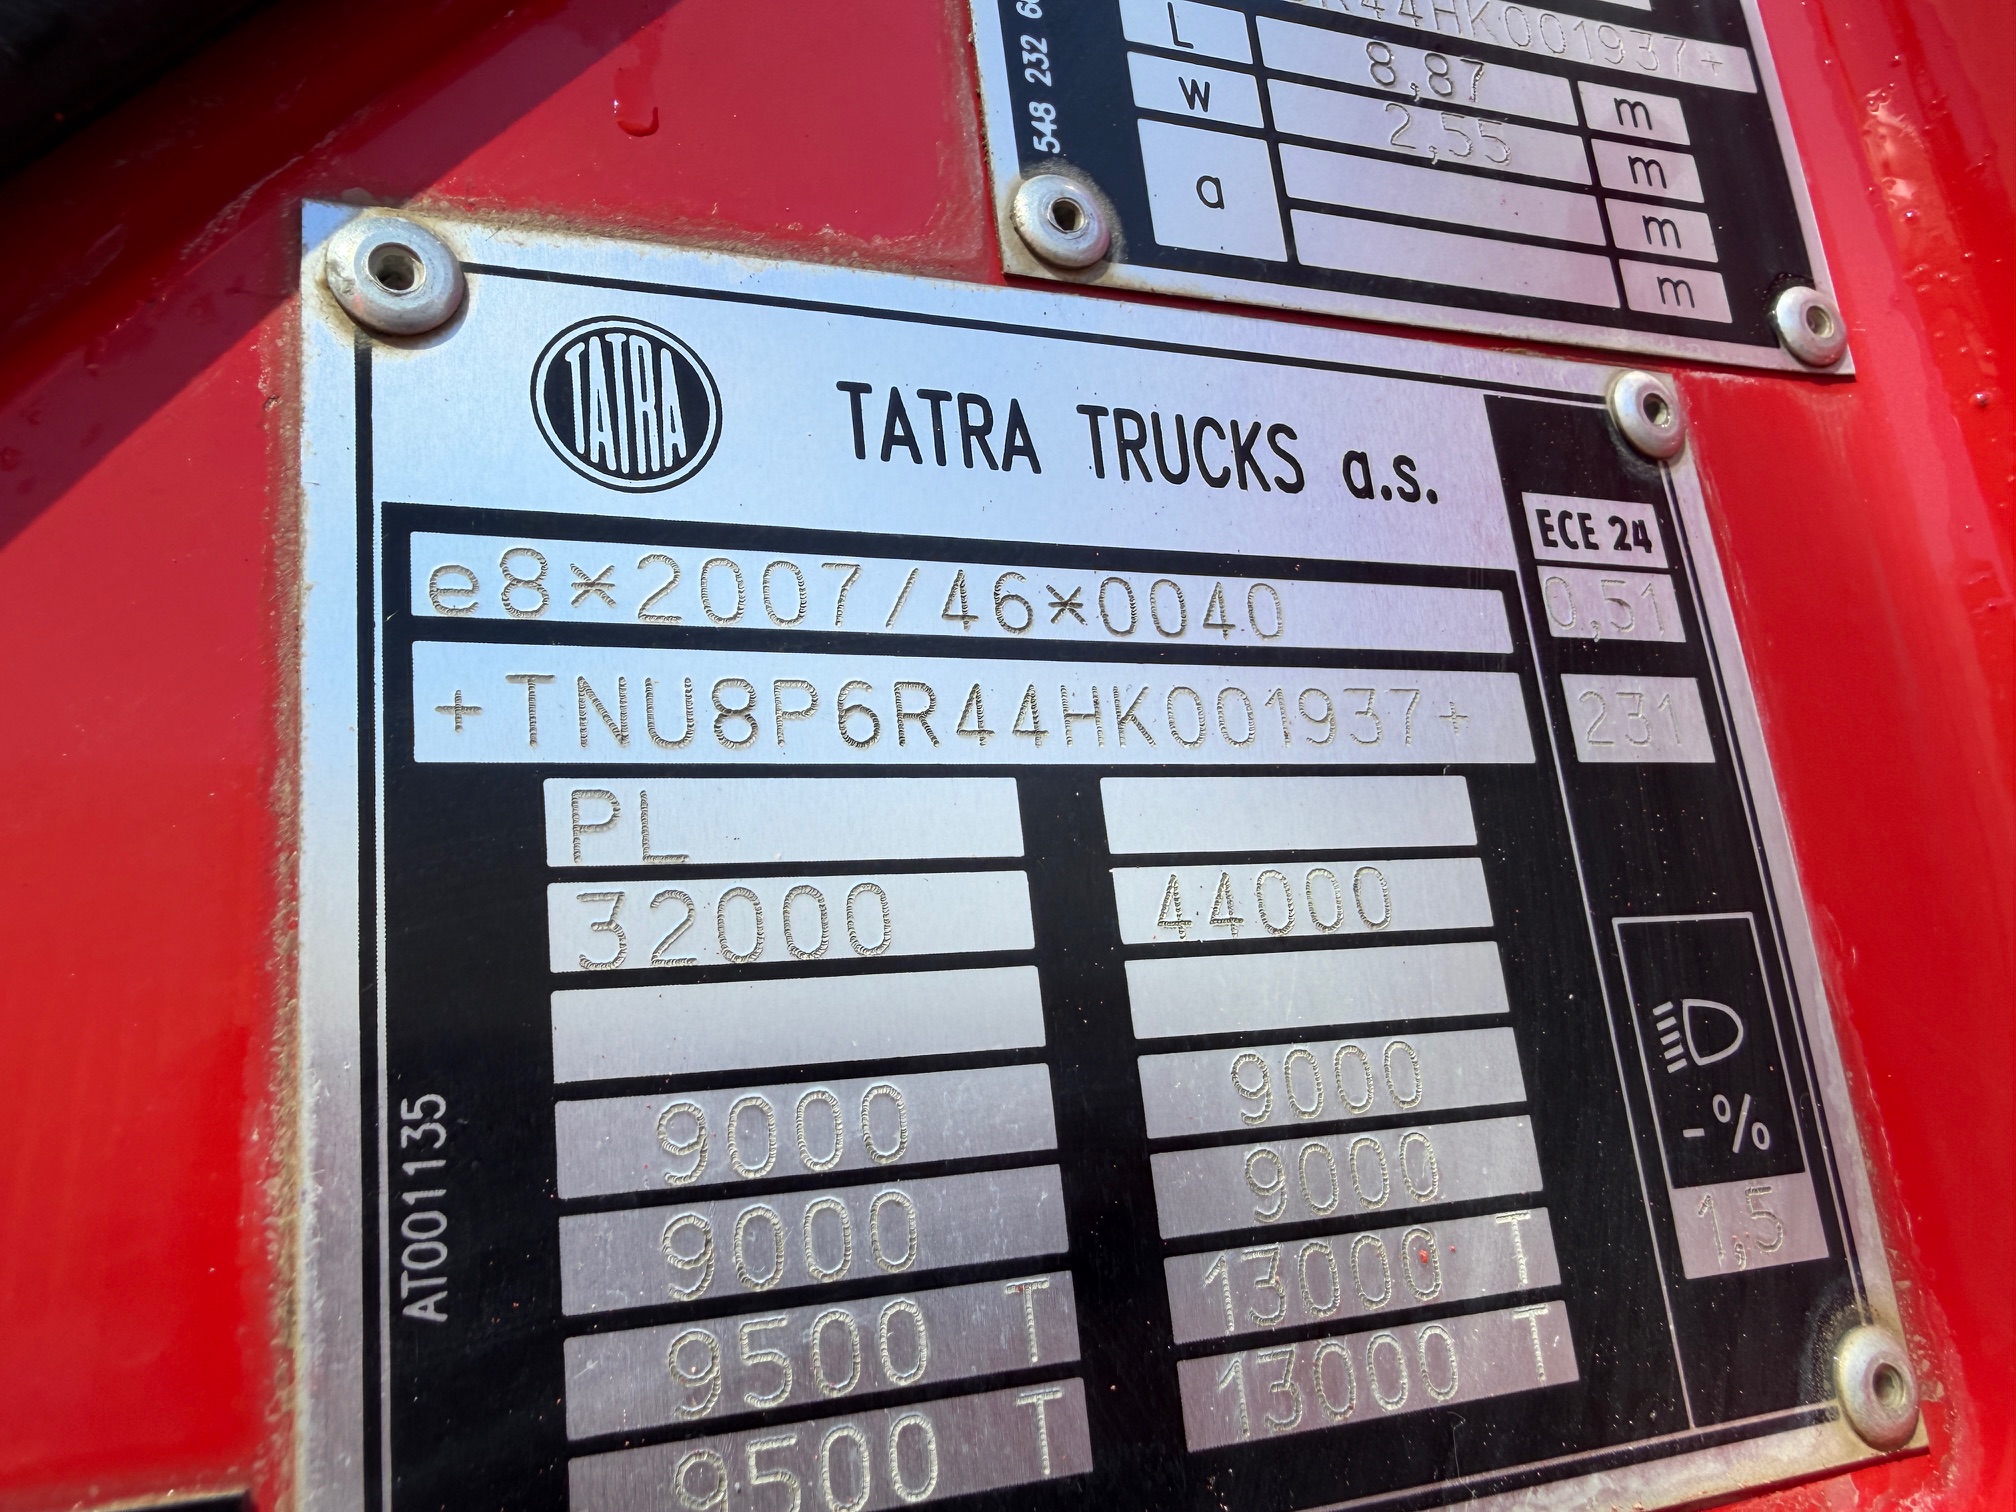 548 232 6
R44HK001937+
L 8,87 m
W 2,55 m
a m
m
TATRA TATRA TRUCKS a.s.
e8*2007/46*0040
+TNU8P6R44HK001937+
PL
32000 44000
9000 9000
9000 9000
9500 T 13000 T
9500 T 13000 T
AT001135
ECE 24
0,51
231
-%
1,5